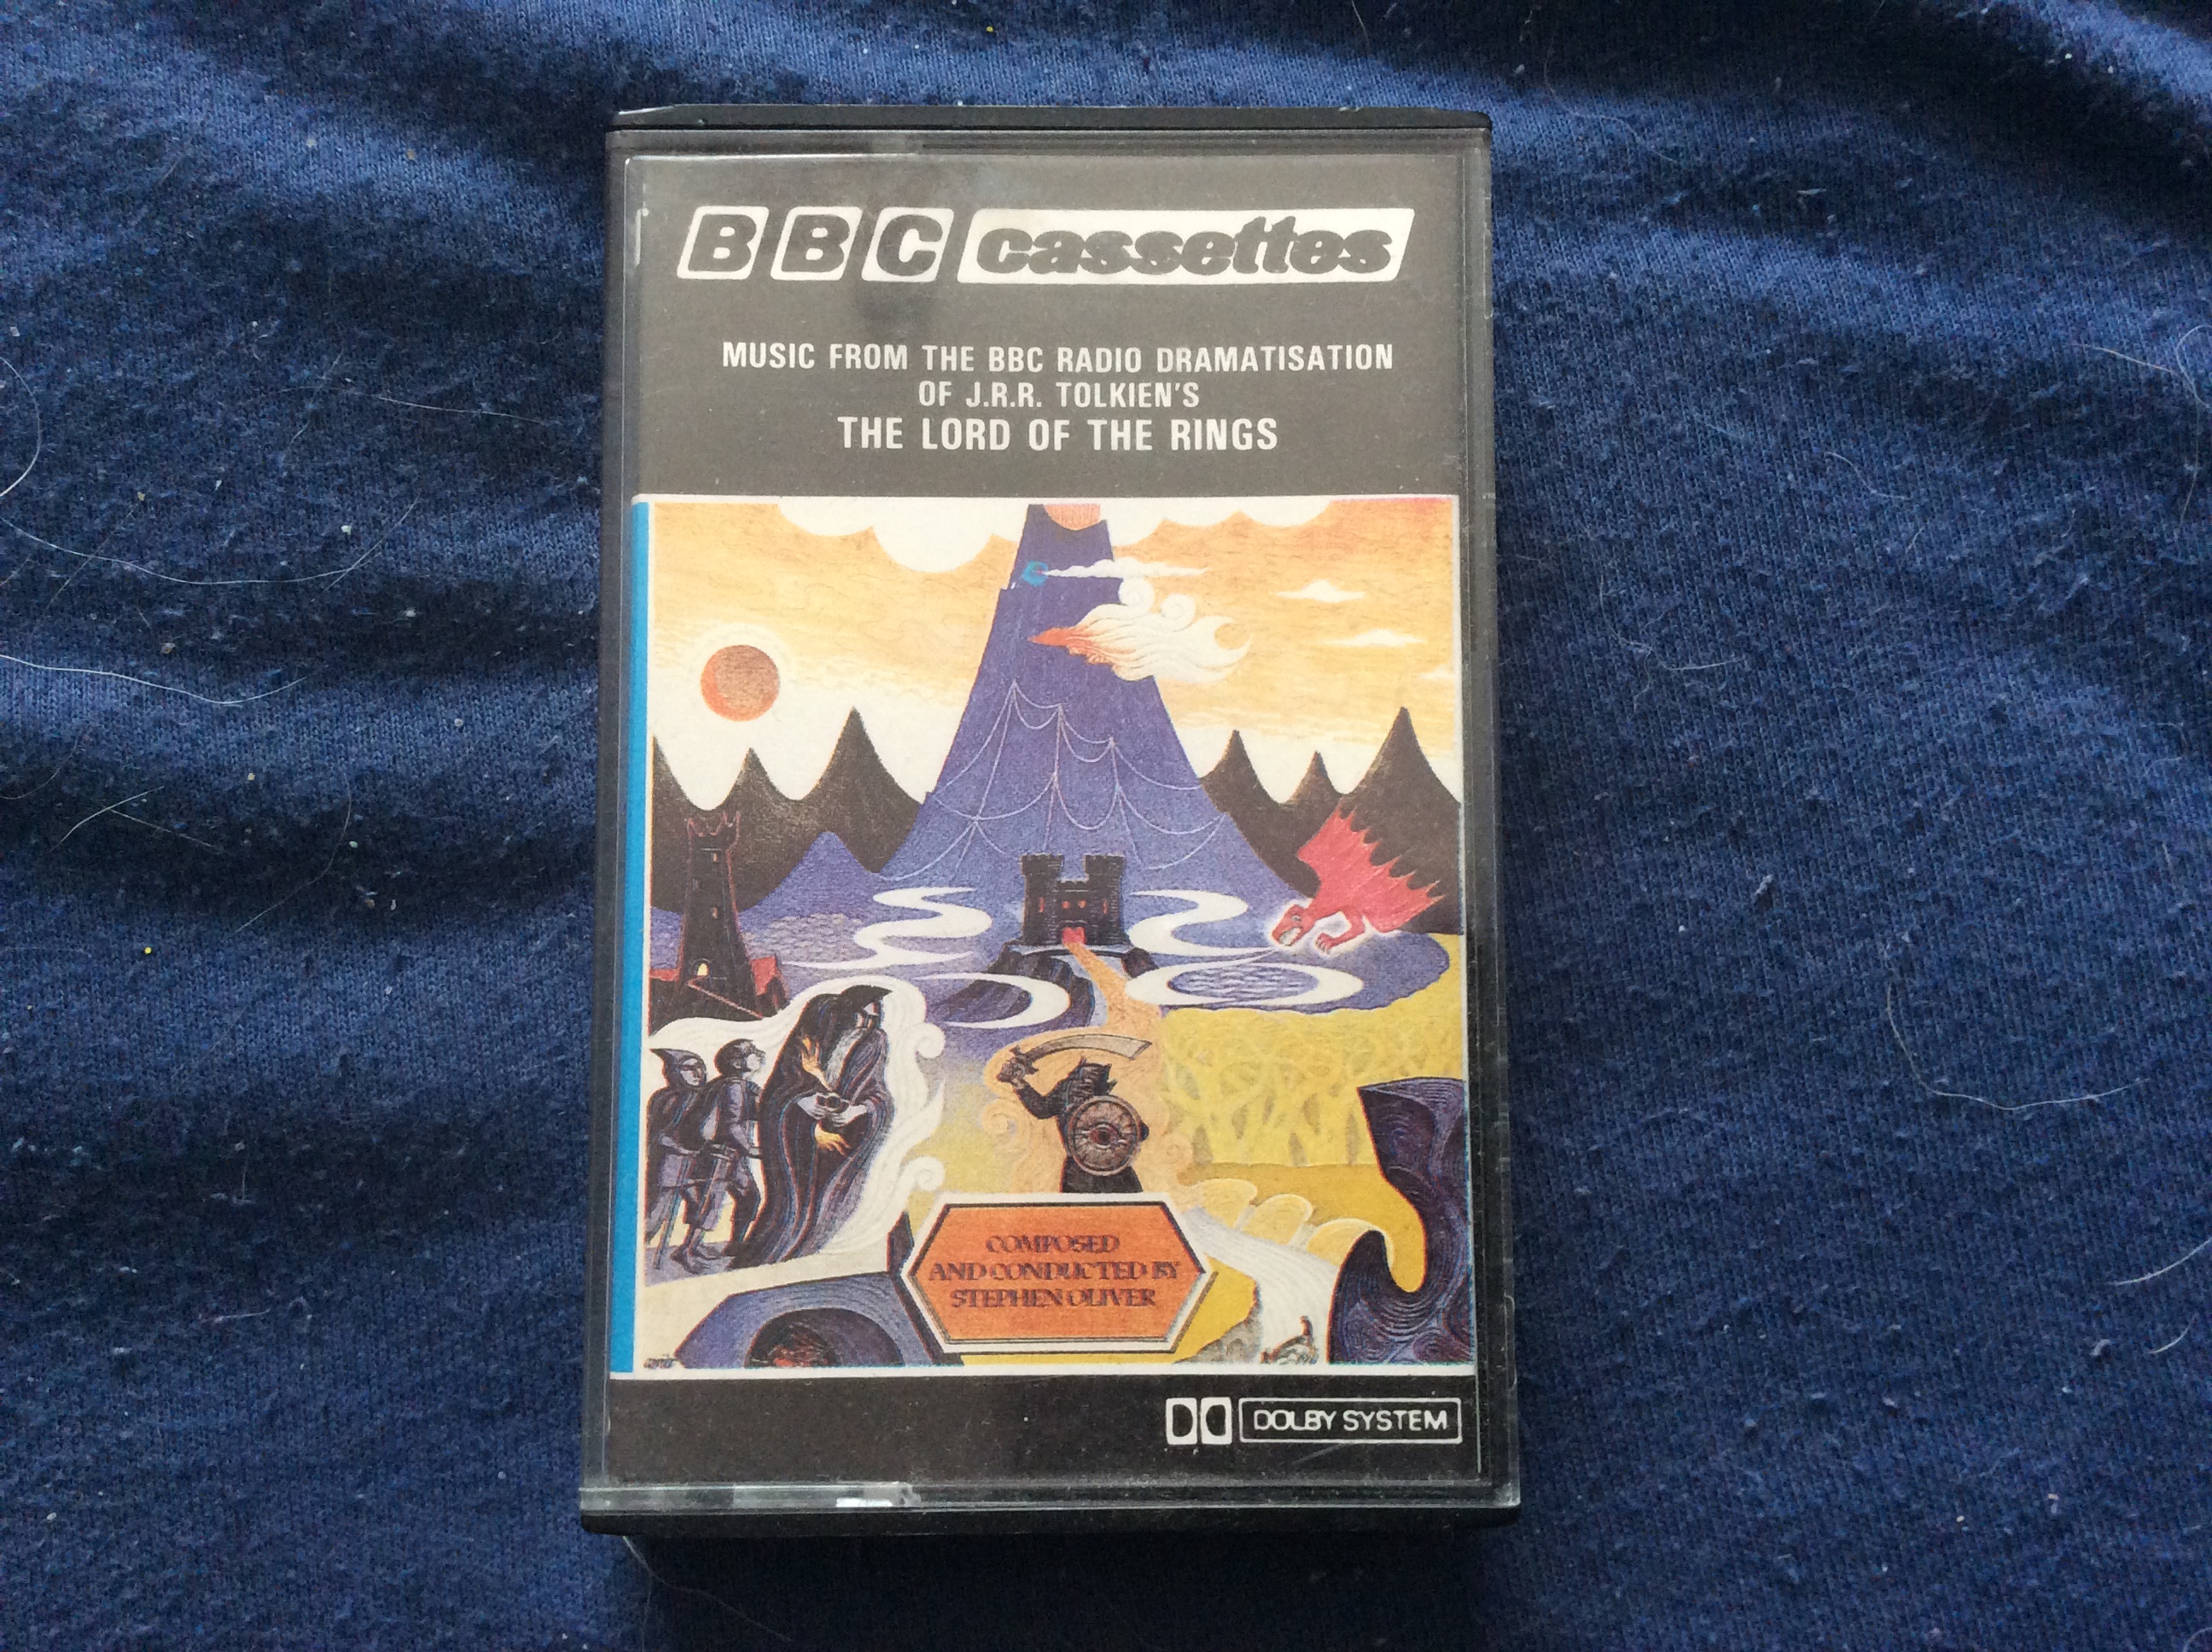 BBC cassettes
MUSIC FROM THE BBC RADIO DRAMATISATION
OF J.R.R. TOLKIEN'S
THE LORD OF THE RINGS
COMPOSED
AND CONDUCTED BY
STEPHEN OLIVER
DOLBY SYSTEM